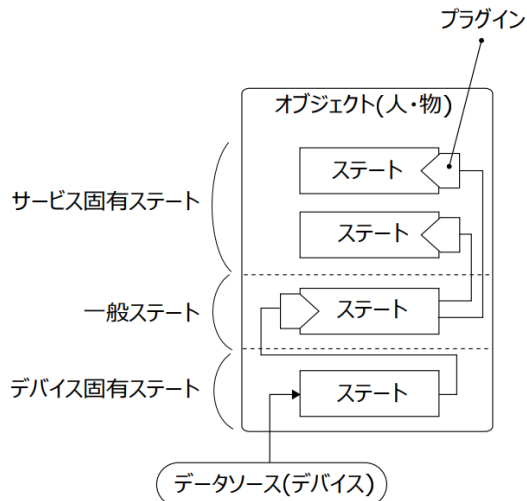 プラグイン
オブジェクト(人・物)
ステート
サービス固有ステート
ステート
一般ステート
ステート
デバイス固有ステート
ステート
データソース(デバイス)